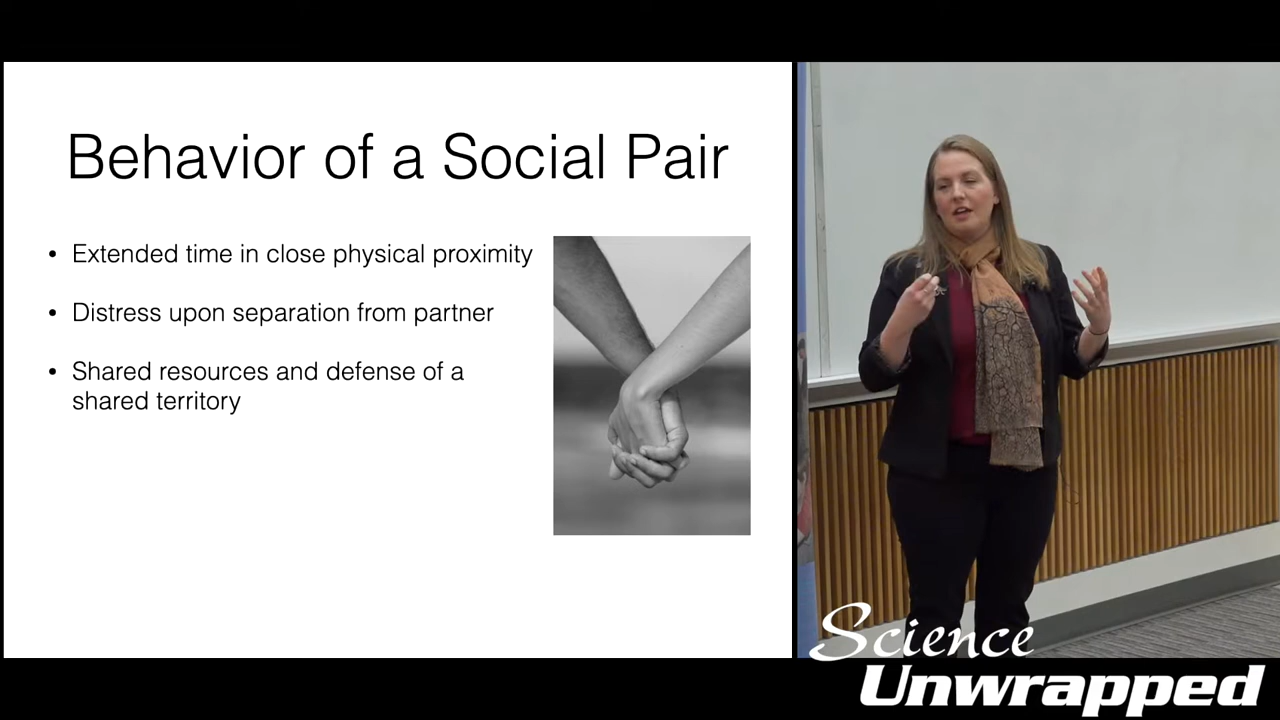 Behavior of a Social Pair
• Extended time in close physical proximity
• Distress upon separation from partner
• Shared resources and defense of a
shared territory
Science
Unwrapped